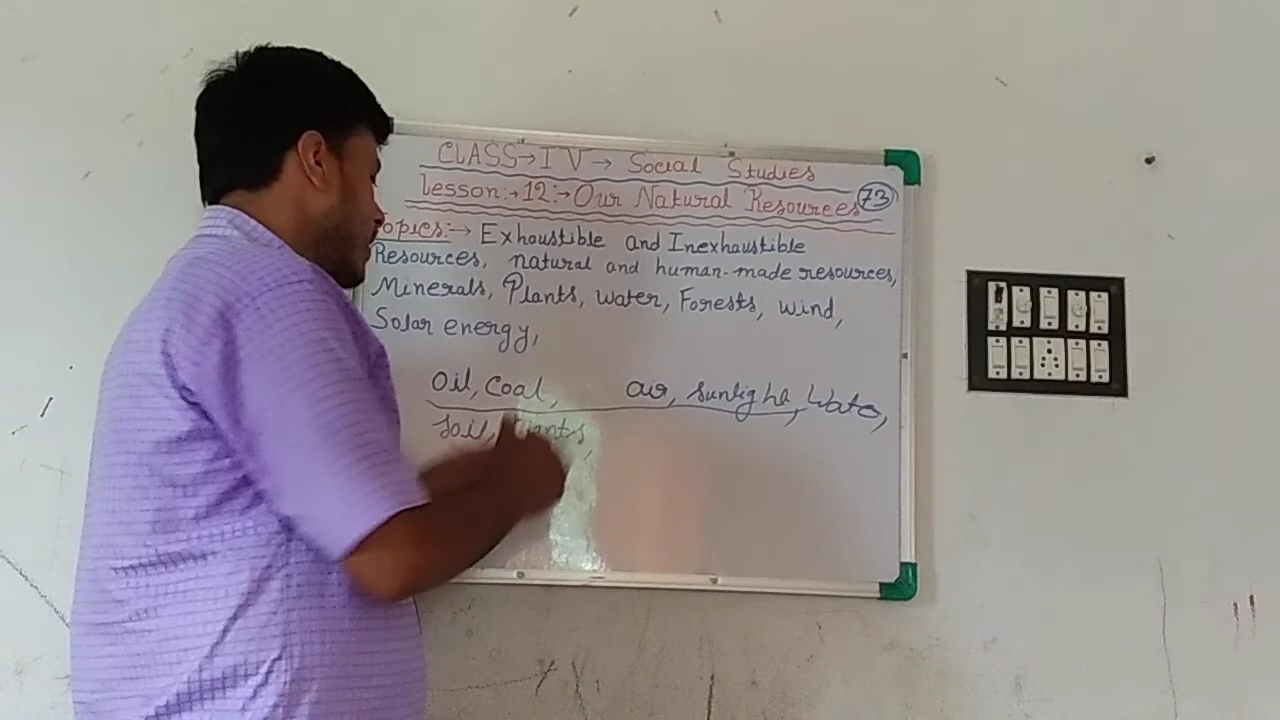 CLASS→IV→ Social Studies
Lesson:→12:→Our Natural Resources 73
Topics:→ Exhaustible and Inexhaustible
Resources, natural and human-made resources,
Minerals, Plants, water, Forests, wind,
Solar energy,
Oil, Coal, air, sunlight, Water,
Soil, Plants